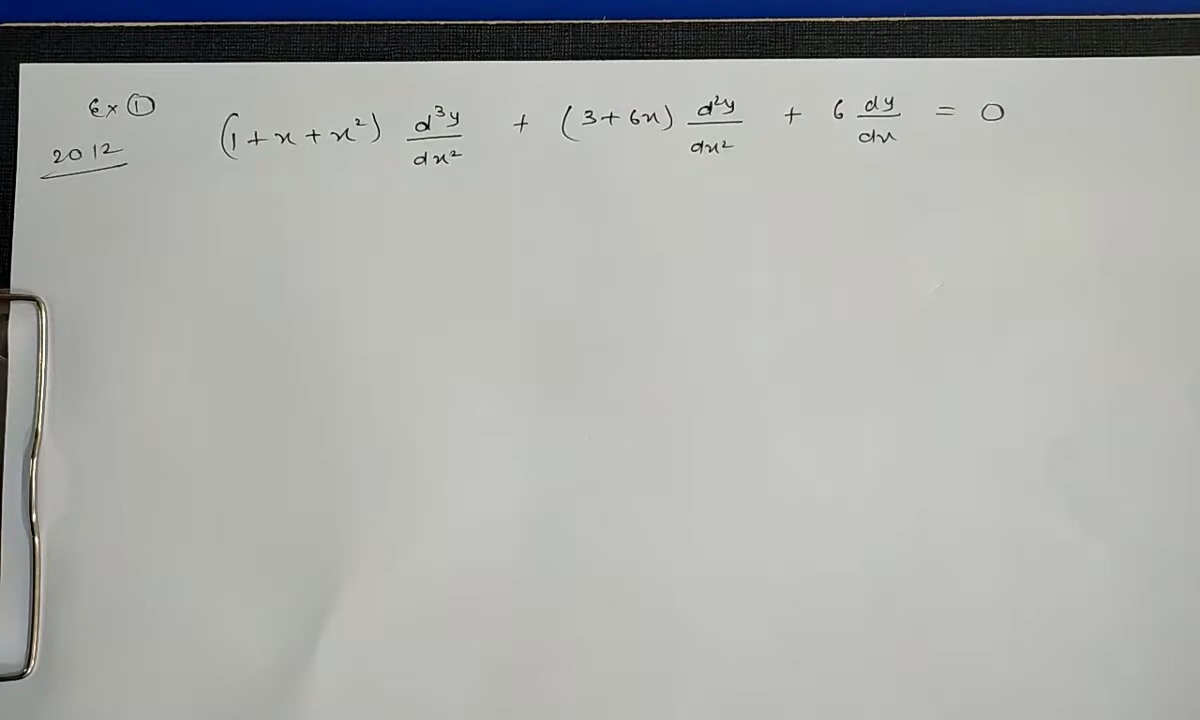 Ex ① (1+x+x²) d³y/dx² + (3+6x) d²y/dx² + 6 dy/dx = 0
2012